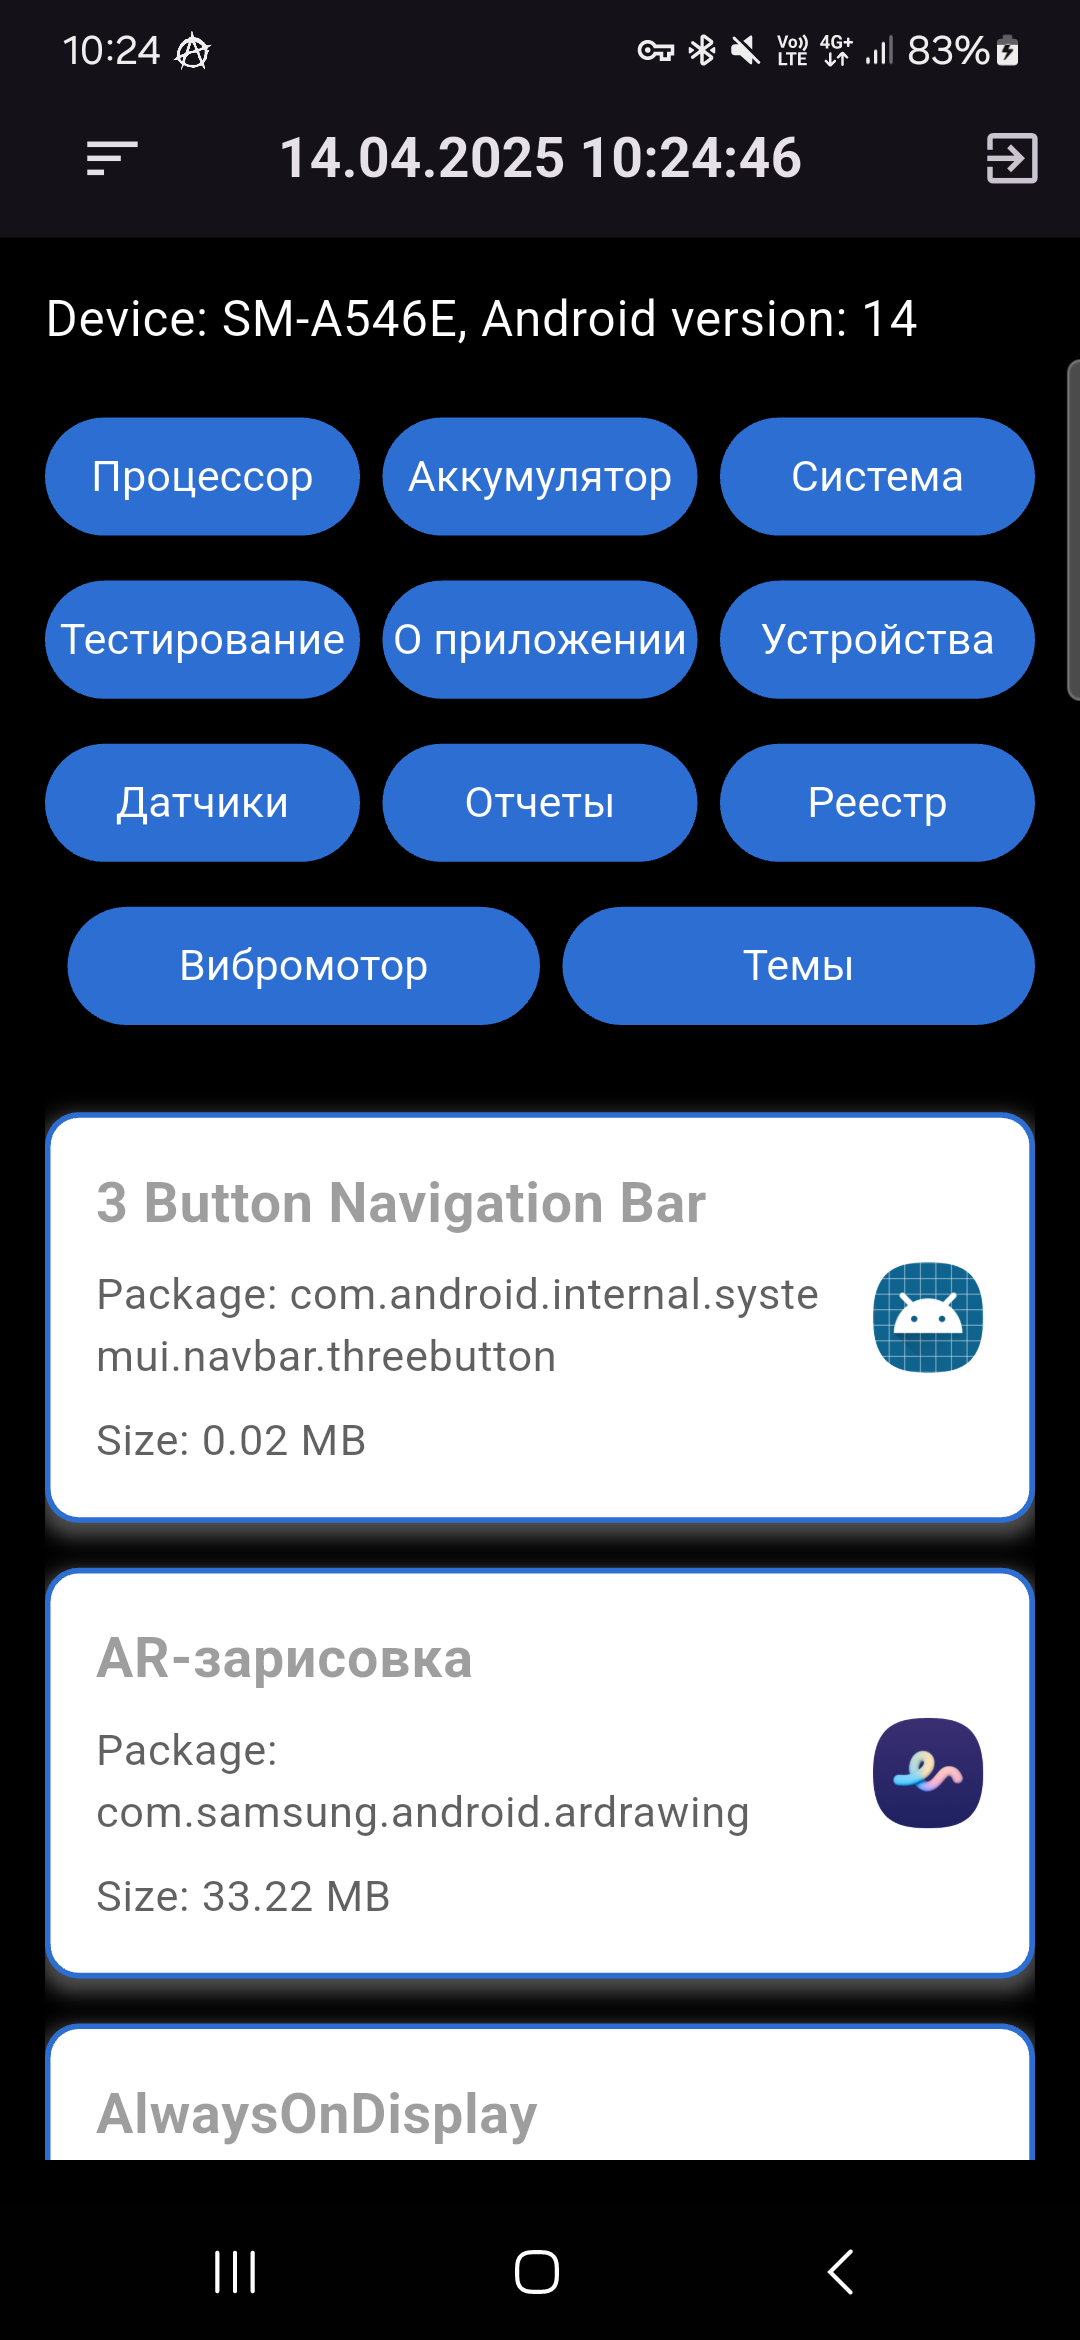 10:24 Vo)) LTE 4G+ 83%
14.04.2025 10:24:46
Device: SM-A546E, Android version: 14
Процессор Аккумулятор Система
Тестирование О приложении Устройства
Датчики Отчеты Реестр
Вибромотор Темы
3 Button Navigation Bar
Package: com.android.internal.syste
mui.navbar.threebutton
Size: 0.02 MB
AR-зарисовка
Package:
com.samsung.android.ardrawing
Size: 33.22 MB
AlwaysOnDisplay